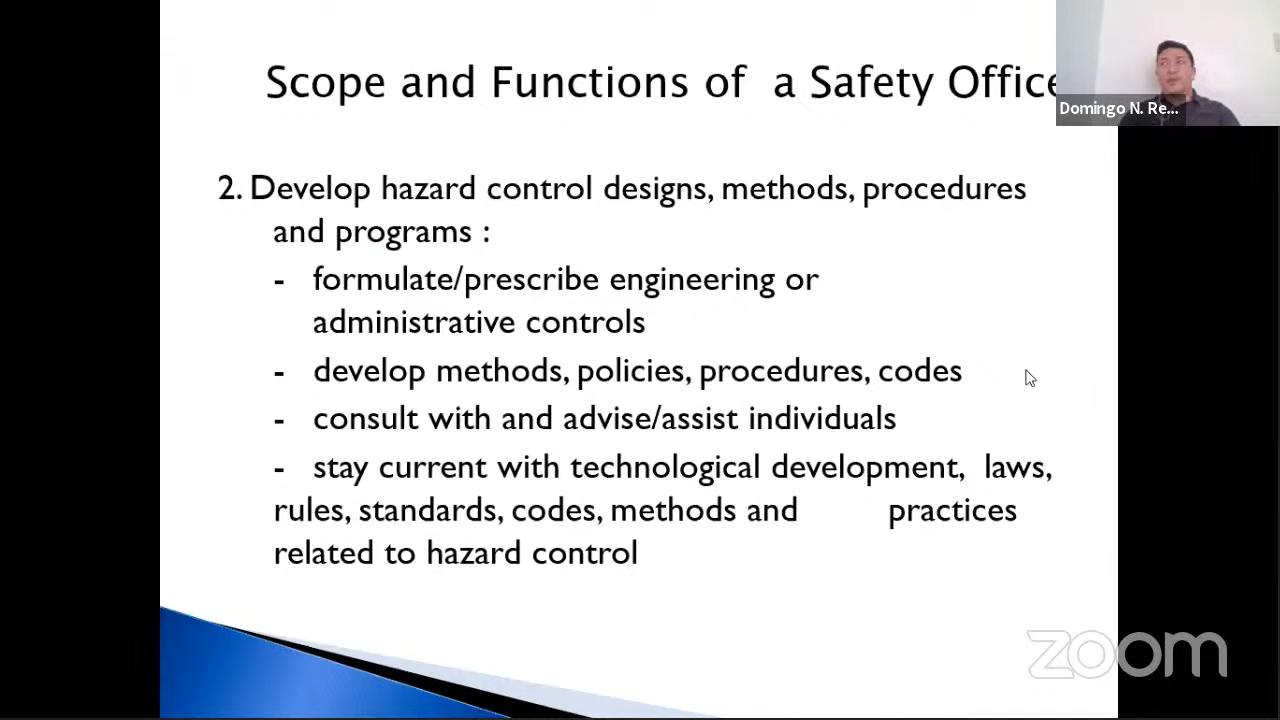 Scope and Functions of a Safety Office
Domingo N. Re...
2. Develop hazard control designs, methods, procedures
and programs :
- formulate/prescribe engineering or
administrative controls
- develop methods, policies, procedures, codes
- consult with and advise/assist individuals
- stay current with technological development, laws,
rules, standards, codes, methods and practices
related to hazard control
zoom